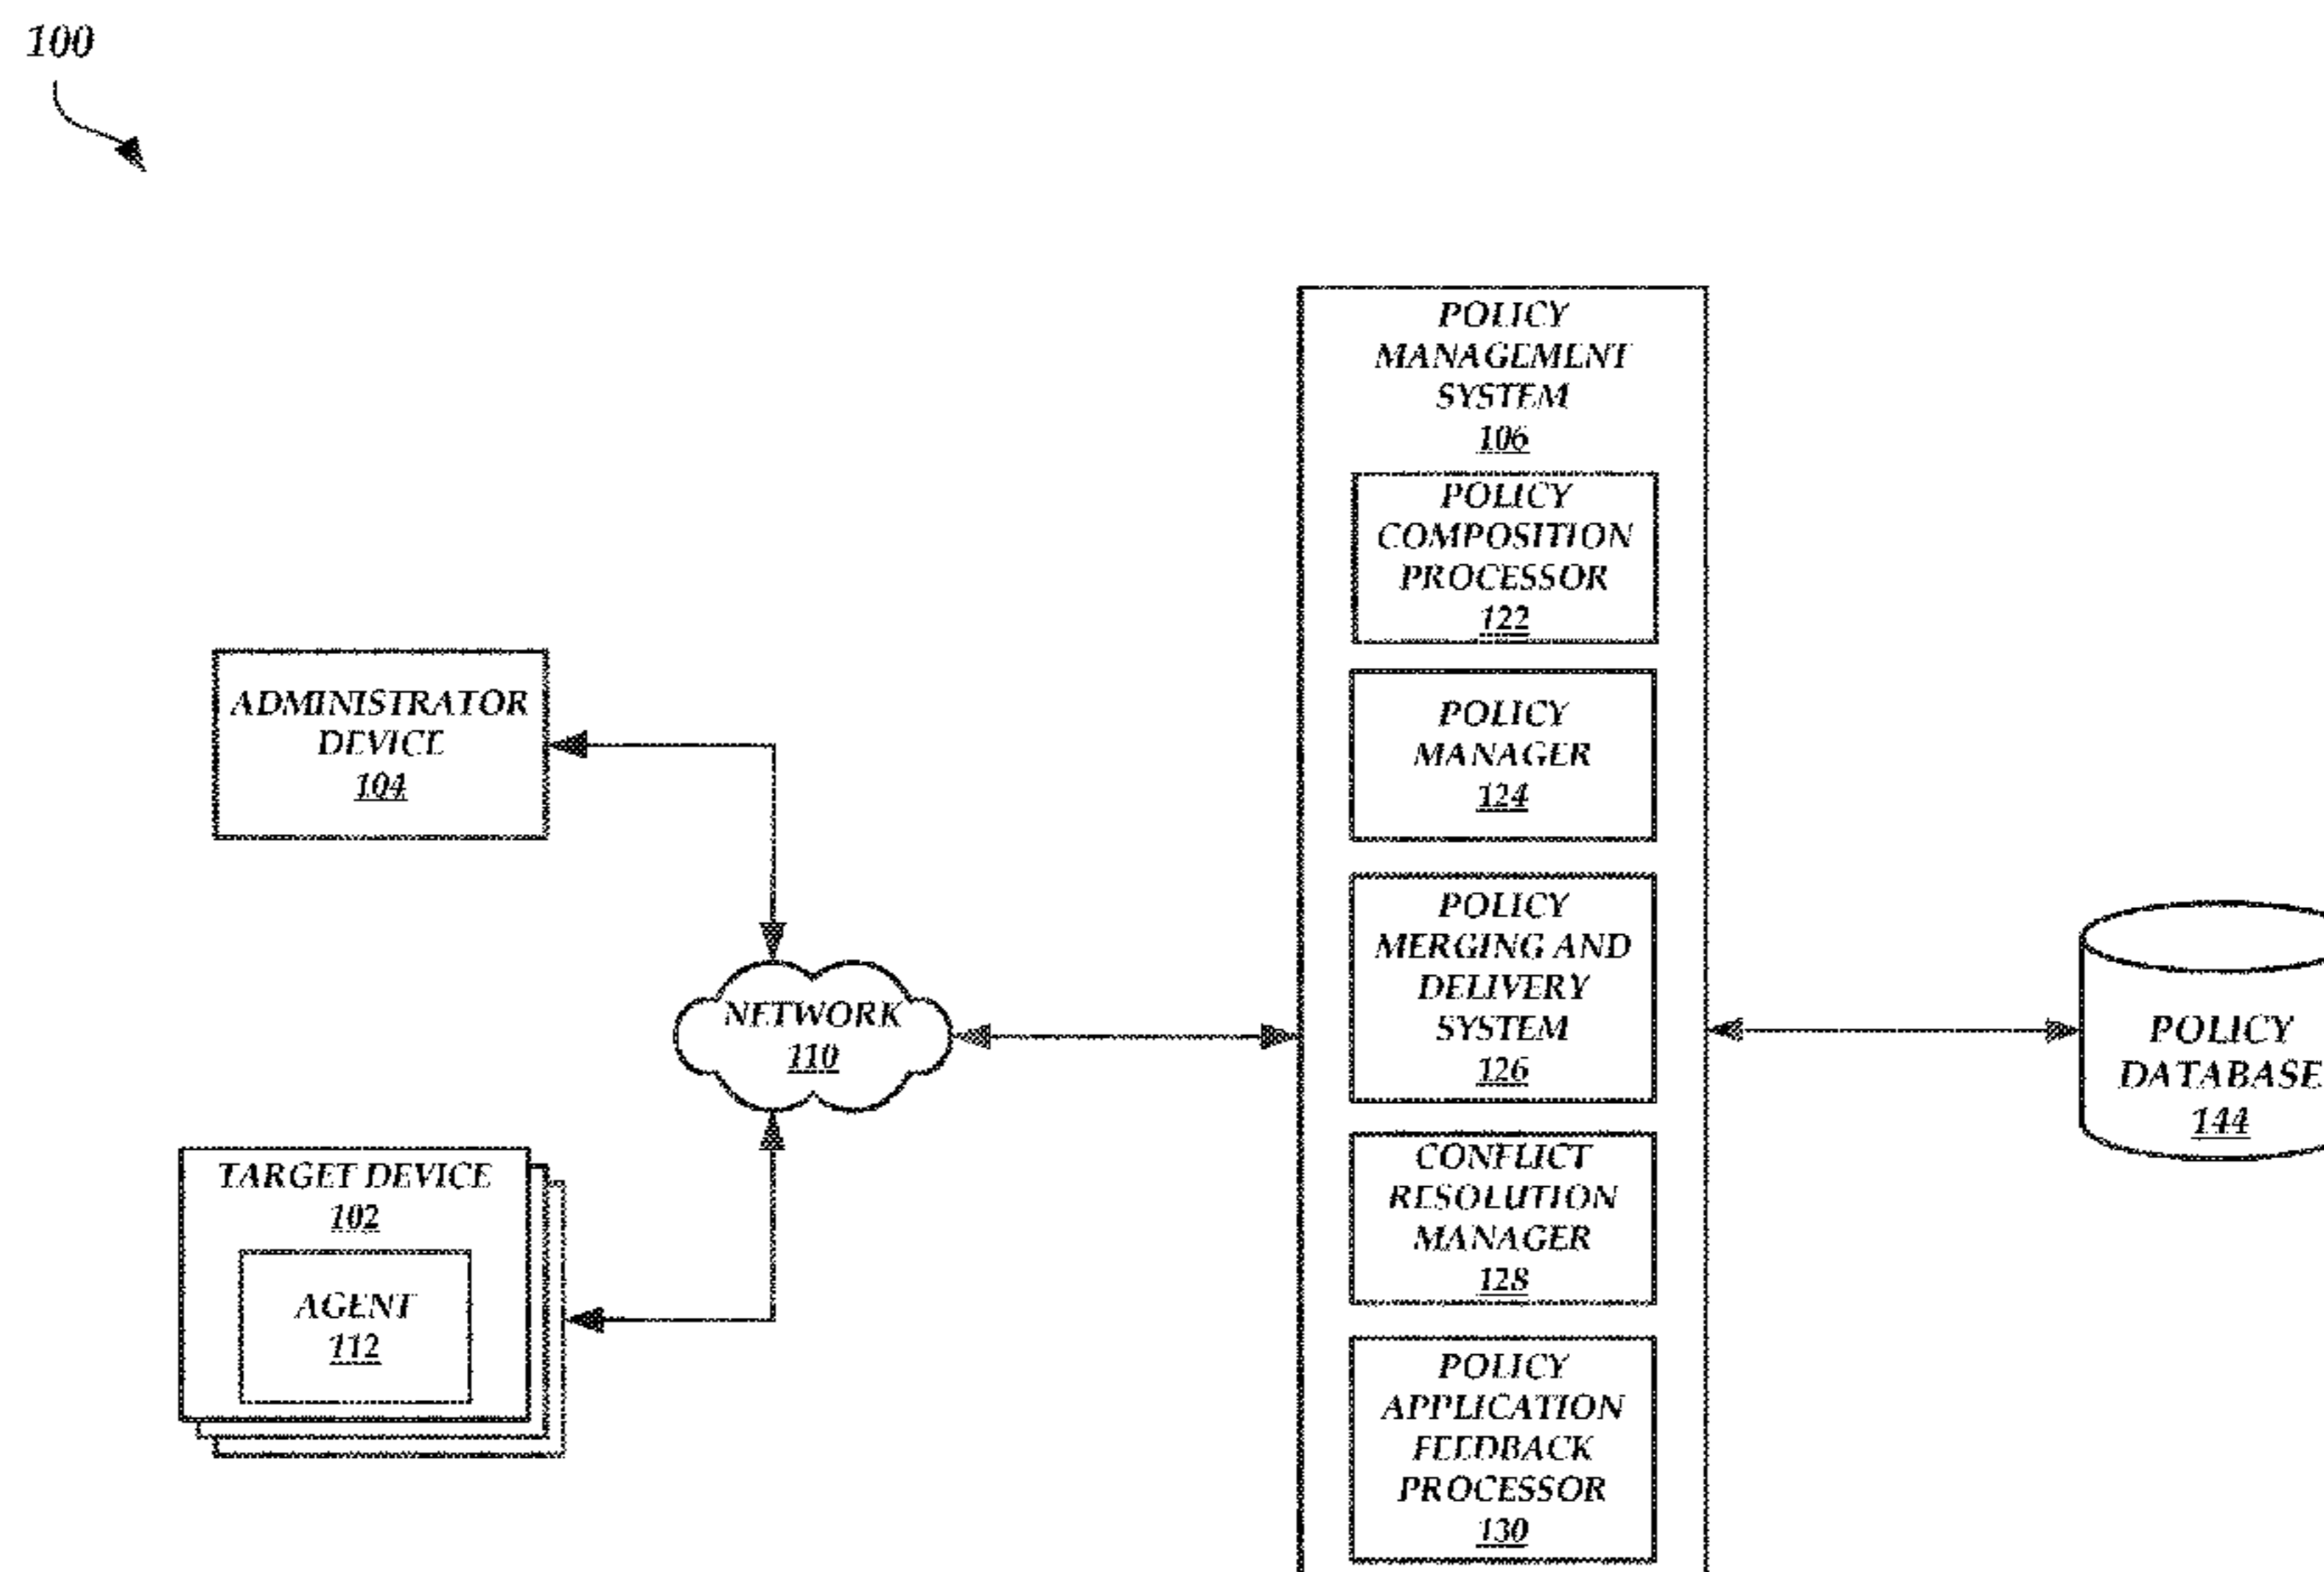 100
POLICY
MANAGEMENT
SYSTEM
106
POLICY
COMPOSITION
PROCESSOR
122
POLICY
MANAGER
124
POLICY
MERGING AND
DELIVERY
SYSTEM
126
CONFLICT
RESOLUTION
MANAGER
128
POLICY
APPLICATION
FEEDBACK
PROCESSOR
130
ADMINISTRATOR
DEVICE
104
NETWORK
110
TARGET DEVICE
102
AGENT
112
POLICY
DATABASE
144